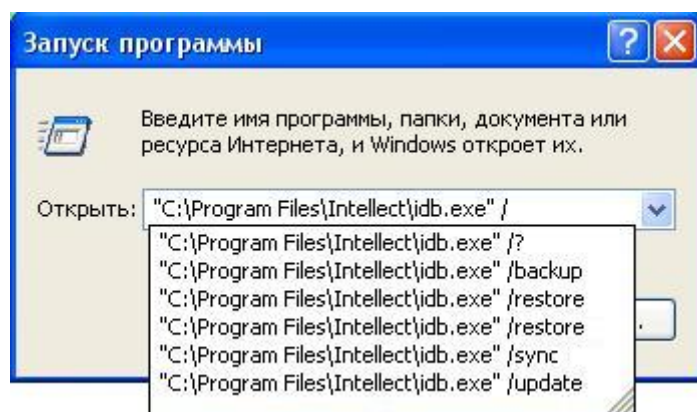 Запуск программы
Введите имя программы, папки, документа или
ресурса Интернета, и Windows откроет их.
Открыть: "C:\Program Files\Intellect\idb.exe" /
"C:\Program Files\Intellect\idb.exe" /?
"C:\Program Files\Intellect\idb.exe" /backup
"C:\Program Files\Intellect\idb.exe" /restore
"C:\Program Files\Intellect\idb.exe" /restore
"C:\Program Files\Intellect\idb.exe" /sync
"C:\Program Files\Intellect\idb.exe" /update